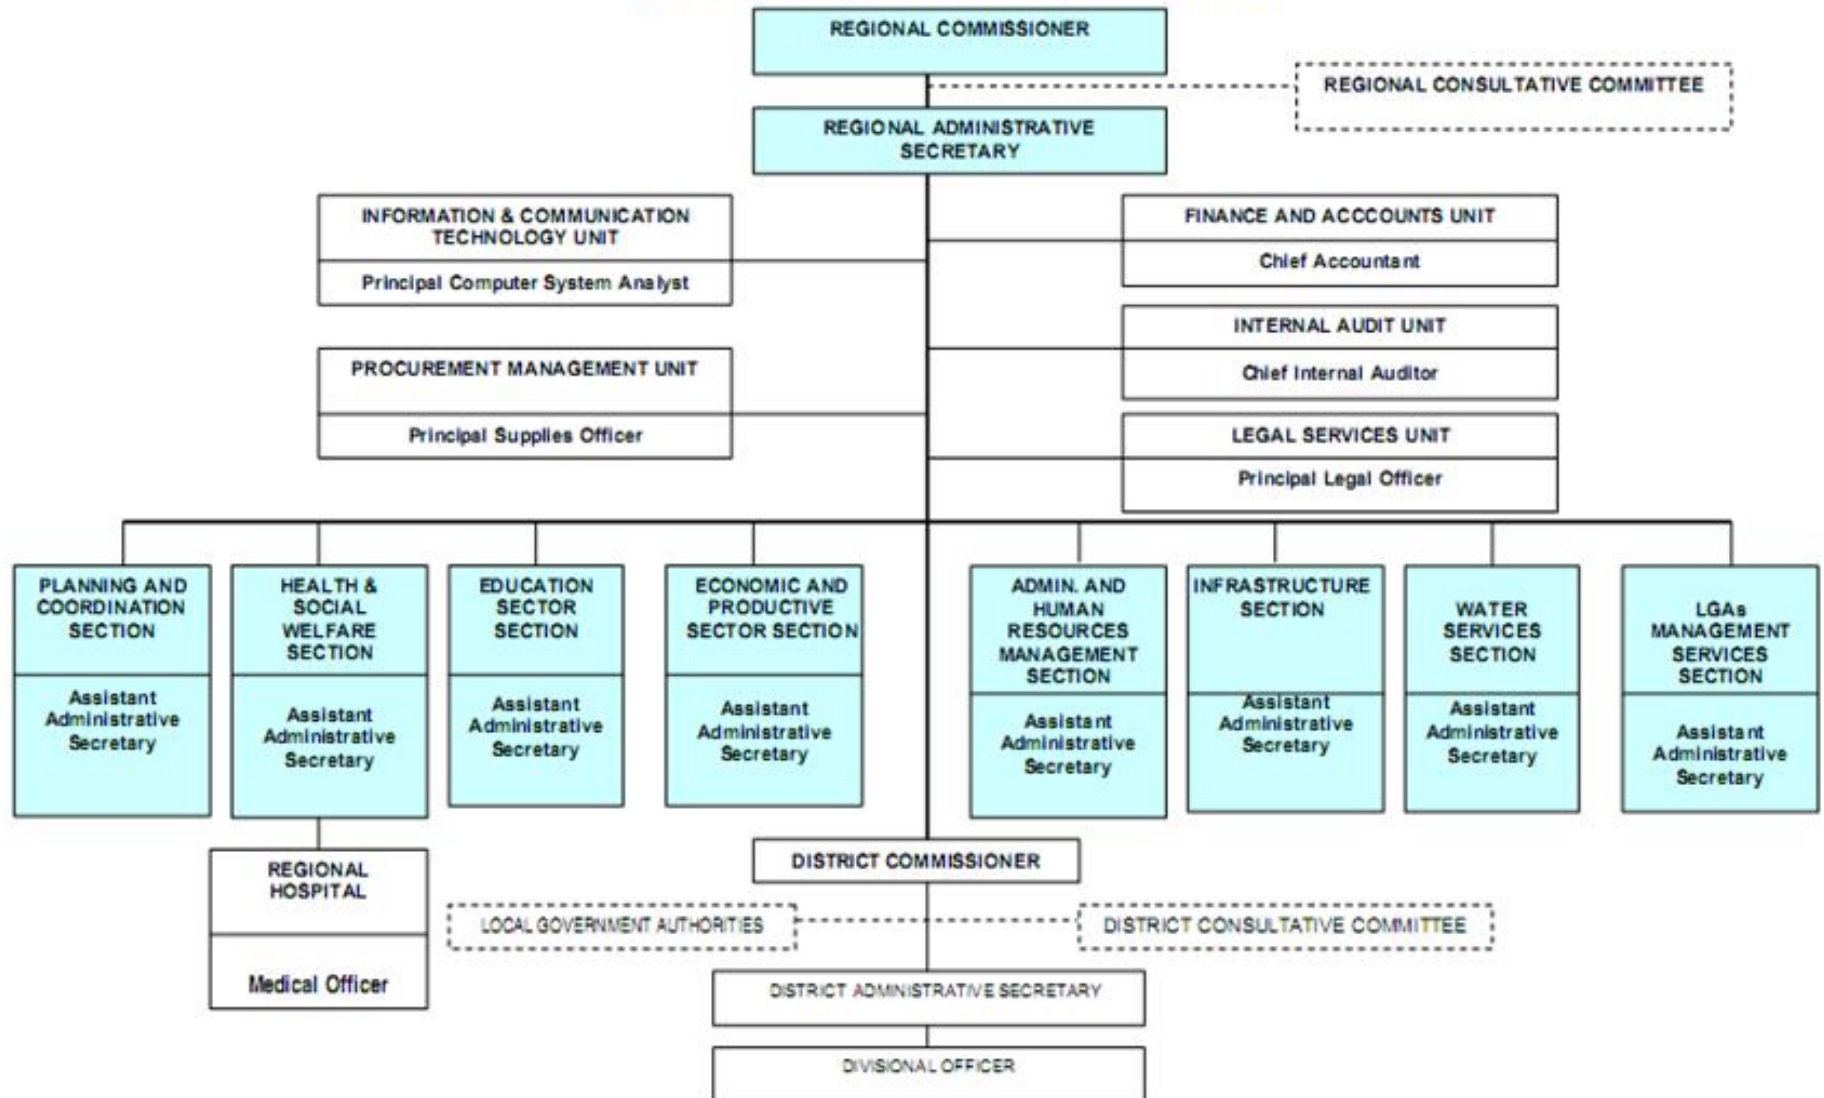 REGIONAL COMMISSIONER
REGIONAL CONSULTATIVE COMMITTEE
REGIONAL ADMINISTRATIVE
SECRETARY
INFORMATION & COMMUNICATION
TECHNOLOGY UNIT
Principal Computer System Analyst
FINANCE AND ACCCOUNTS UNIT
Chief Accountant
INTERNAL AUDIT UNIT
Chief Internal Auditor
PROCUREMENT MANAGEMENT UNIT
Principal Supplies Officer
LEGAL SERVICES UNIT
Principal Legal Officer
PLANNING AND
COORDINATION
SECTION
Assistant
Administrative
Secretary
HEALTH &
SOCIAL
WELFARE
SECTION
Assistant
Administrative
Secretary
EDUCATION
SECTOR
SECTION
Assistant
Administrative
Secretary
ECONOMIC AND
PRODUCTIVE
SECTOR SECTION
Assistant
Administrative
Secretary
ADMIN. AND
HUMAN
RESOURCES
MANAGEMENT
SECTION
Assistant
Administrative
Secretary
INFRASTRUCTURE
SECTION
Assistant
Administrative
Secretary
WATER
SERVICES
SECTION
Assistant
Administrative
Secretary
LGAs
MANAGEMENT
SERVICES
SECTION
Assistant
Administrative
Secretary
REGIONAL
HOSPITAL
Medical Officer
DISTRICT COMMISSIONER
LOCAL GOVERNMENT AUTHORITIES
DISTRICT CONSULTATIVE COMMITTEE
DISTRICT ADMINISTRATIVE SECRETARY
DIVISIONAL OFFICER